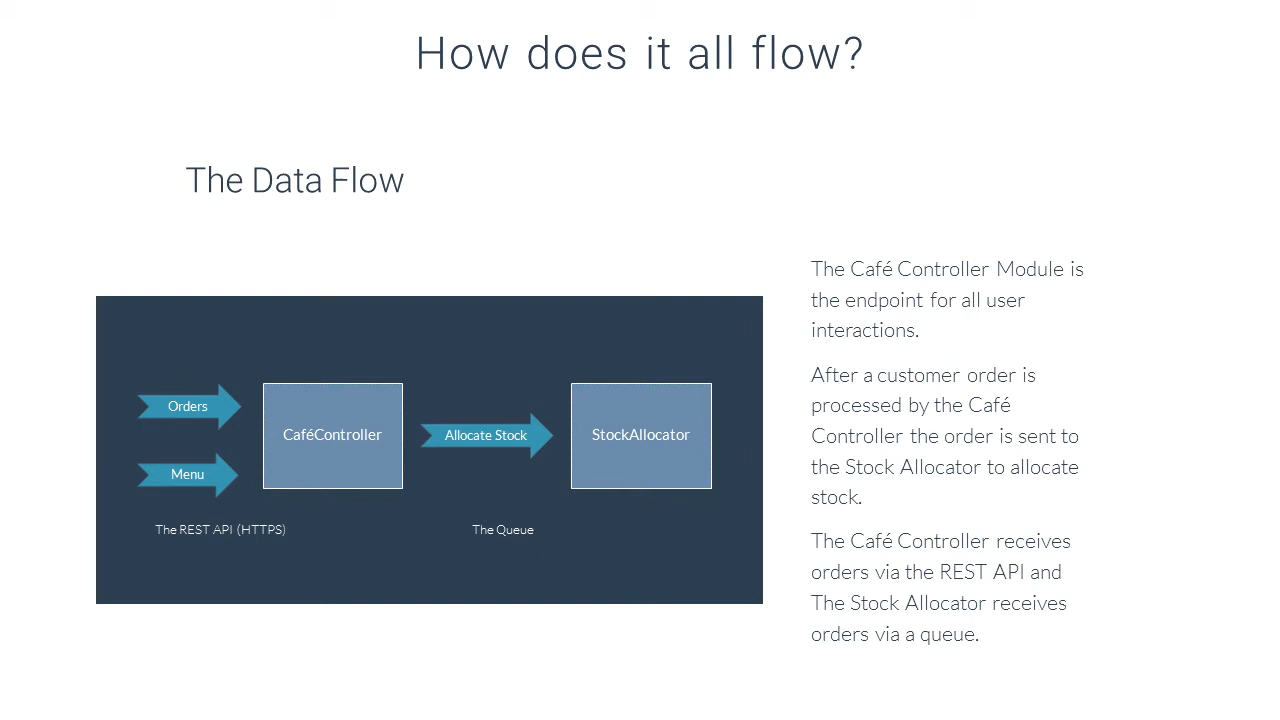 How does it all flow?
The Data Flow
Orders
Menu
CaféController
Allocate Stock
StockAllocator
The REST API (HTTPS)
The Queue
The Café Controller Module is
the endpoint for all user
interactions.
After a customer order is
processed by the Café
Controller the order is sent to
the Stock Allocator to allocate
stock.
The Café Controller receives
orders via the REST API and
The Stock Allocator receives
orders via a queue.